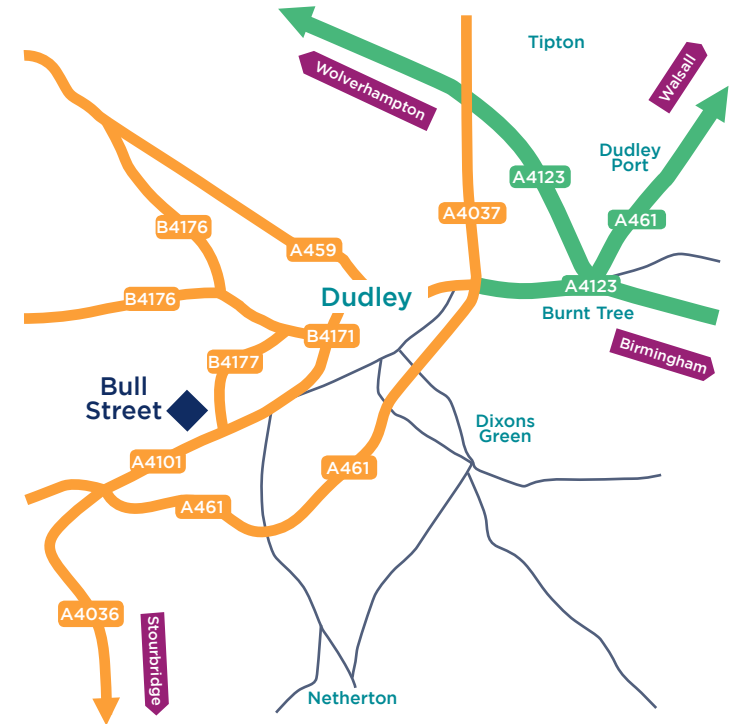 Tipton
Wolverhampton
Walsall
Dudley
Port
A4123
A4037
A461
B4176
A459
A4123
B4176
Dudley
Burnt Tree
B4171
Birmingham
B4177
Bull
Street
Dixons
Green
A4101
A461
A461
A4036
Stourbridge
Netherton